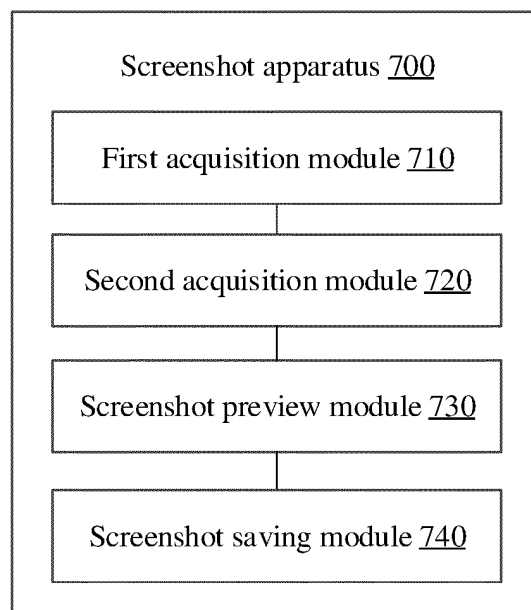 Screenshot apparatus 700
First acquisition module 710
Second acquisition module 720
Screenshot preview module 730
Screenshot saving module 740